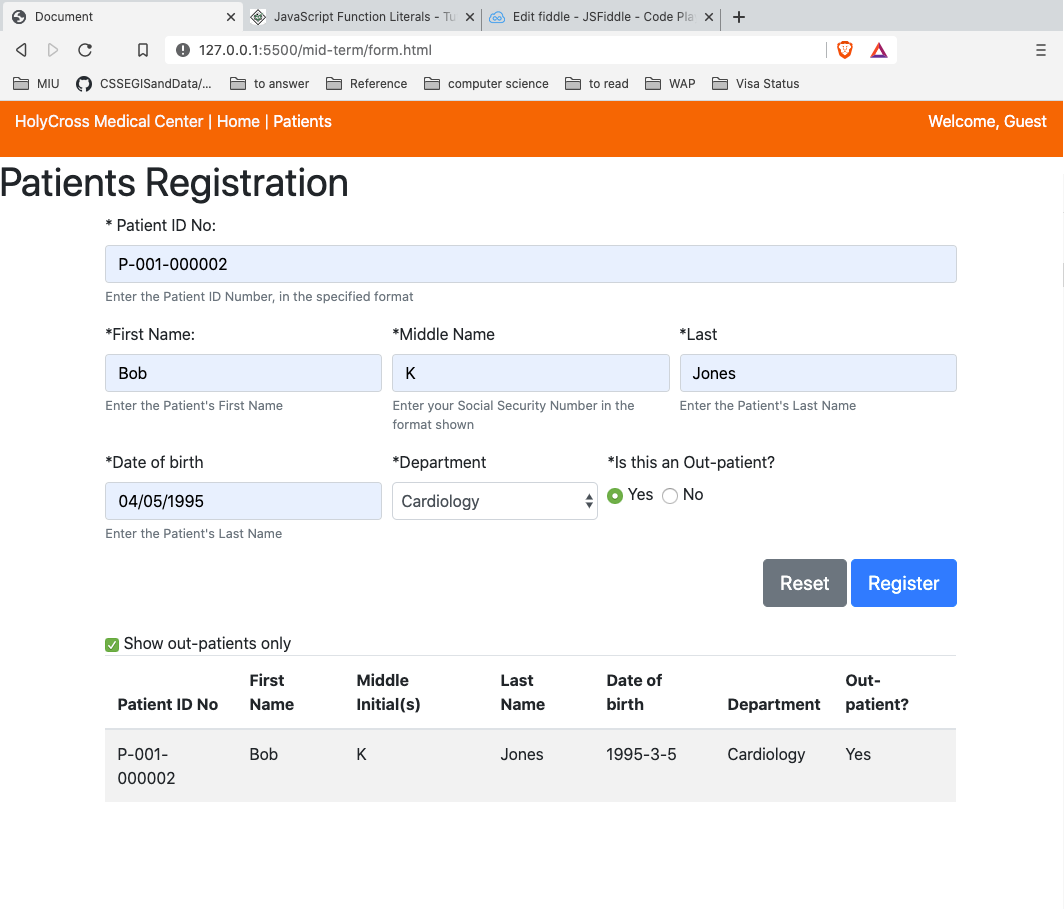 Document
JavaScript Function Literals - Tu
Edit fiddle - JSFiddle - Code Pla
127.0.0.1:5500/mid-term/form.html
MIU CSSEGISandData/... to answer Reference computer science to read WAP Visa Status
HolyCross Medical Center | Home | Patients Welcome, Guest
Patients Registration
* Patient ID No:
P-001-000002
Enter the Patient ID Number, in the specified format
*First Name: *Middle Name *Last
Bob K Jones
Enter the Patient's First Name Enter your Social Security Number in the Enter the Patient's Last Name
format shown
*Date of birth *Department *Is this an Out-patient?
04/05/1995 Cardiology Yes No
Enter the Patient's Last Name
Reset Register
Show out-patients only
First Middle Last Date of Out-
Patient ID No Name Initial(s) Name birth Department patient?
P-001- Bob K Jones 1995-3-5 Cardiology Yes
000002